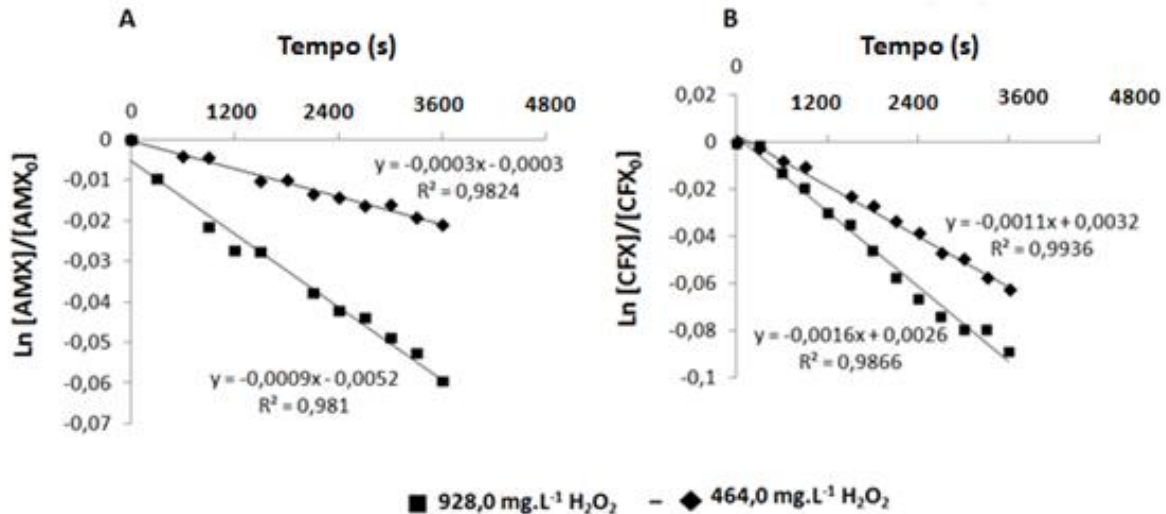 A
Tempo (s)
0 1200 2400 3600 4800
0
-0,01
-0,02
-0,03
-0,04
-0,05
-0,06
-0,07
Ln [AMX]/[AMX₀]
y = -0,0003x - 0,0003
R² = 0,9824
y = -0,0009x - 0,0052
R² = 0,981
B
Tempo (s)
0 1200 2400 3600 4800
0,02
0
-0,02
-0,04
-0,06
-0,08
-0,1
Ln [CFX]/[CFX₀]
y = -0,0011x + 0,0032
R² = 0,9936
y = -0,0016x + 0,0026
R² = 0,9866
928,0 mg.L⁻¹ H₂O₂ – 464,0 mg.L⁻¹ H₂O₂